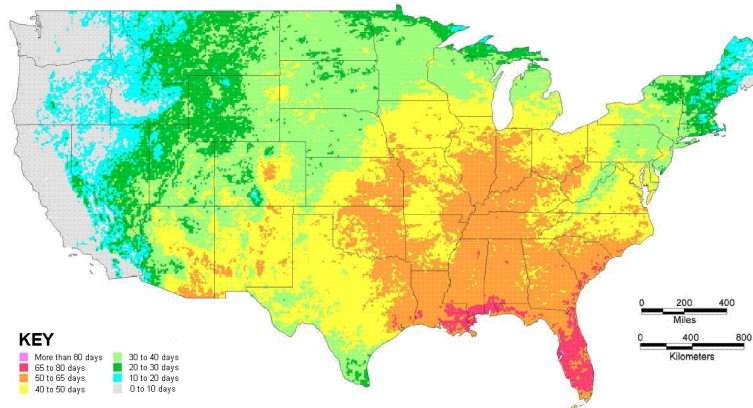 0 200 400
Miles
0 400 800
Kilometers
KEY
More than 80 days
65 to 80 days
50 to 65 days
40 to 50 days
30 to 40 days
20 to 30 days
10 to 20 days
0 to 10 days